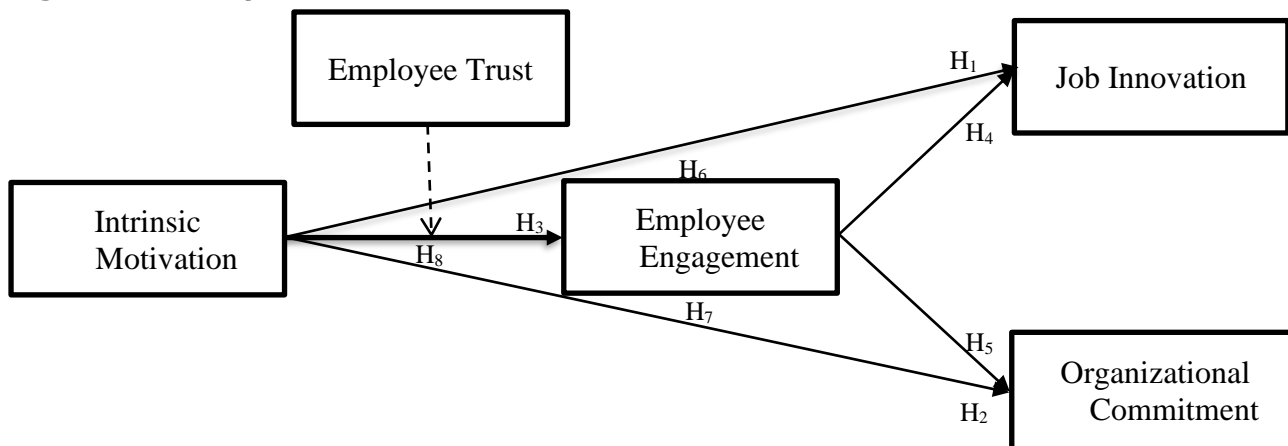 Employee Trust
H₁
Job Innovation
H₄
H₆
Intrinsic
Motivation
H₃
Employee
Engagement
H₈
H₇
H₅
Organizational
Commitment
H₂